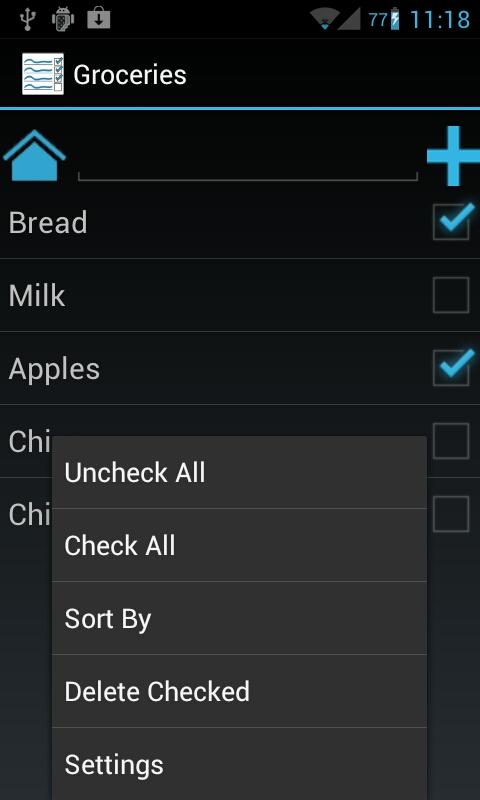 77 11:18
Groceries
Bread
Milk
Apples
Chi
Chi
Uncheck All
Check All
Sort By
Delete Checked
Settings